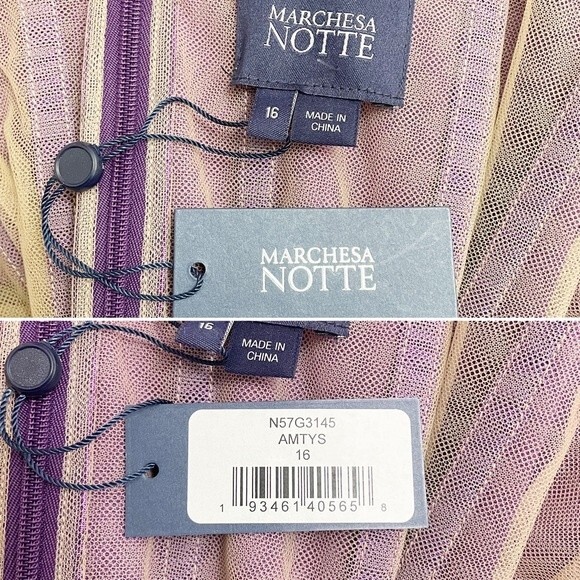 MARCHESA
NOTTE
16
MADE IN
CHINA
MARCHESA
NOTTE
16
MADE IN
CHINA
N57G3145
AMTYS
16
1 93461 40565 8